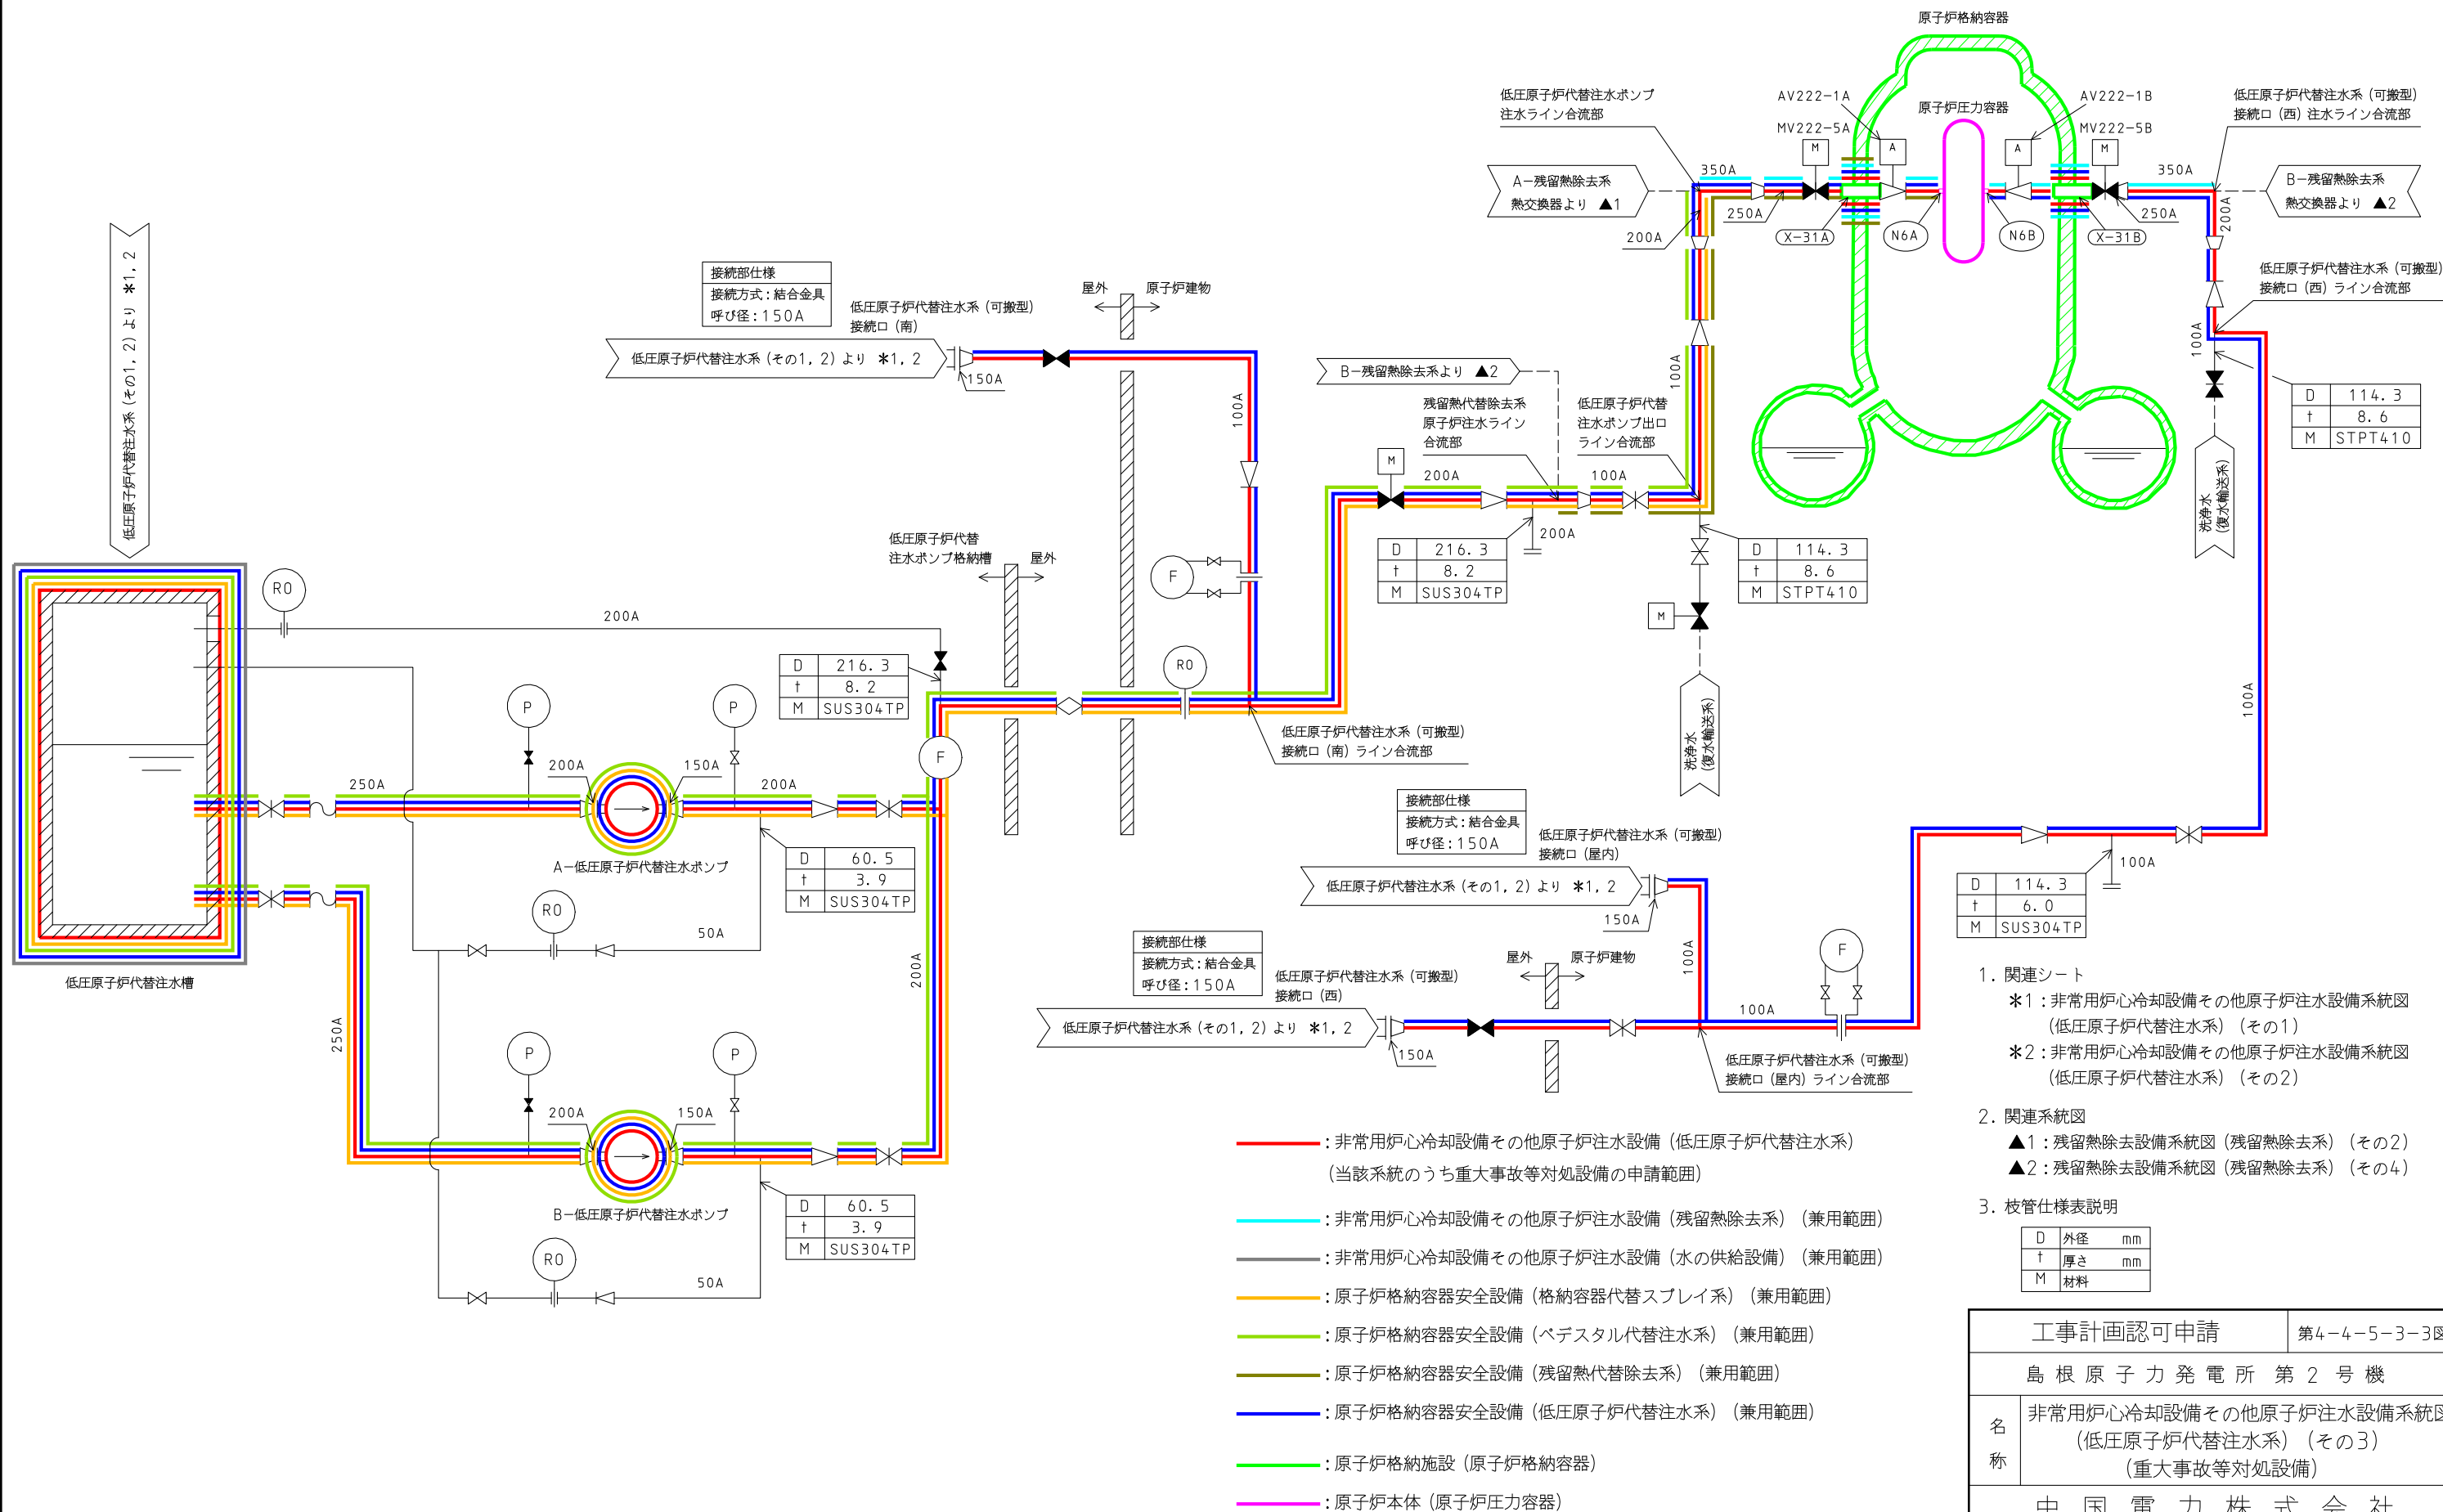 原子炉格納容器
原子炉圧力容器
低圧原子炉代替注水ポンプ
注水ライン合流部
AV222-1A
MV222-5A
AV222-1B
MV222-5B
低圧原子炉代替注水系（可搬型）
接続口（西）注水ライン合流部
A-残留熱除去系
熱交換器より ▲1
B-残留熱除去系
熱交換器より ▲2
350A
250A
200A
M
A
A
M
350A
250A
200A
X-31A
N6A
N6B
X-31B
低圧原子炉代替注水系（可搬型）
接続口（西）ライン合流部
100A
D 114.3
t 8.6
M STPT410
洗浄水
（復水輸送系）
低圧原子炉代替注水系（その1，2）より ＊1，2
接続部仕様
接続方式：結合金具
呼び径：150A
低圧原子炉代替注水系（可搬型）
接続口（南）
低圧原子炉代替注水系（その1，2）より ＊1，2
150A
屋外
原子炉建物
100A
B-残留熱除去系より ▲2
残留熱代替除去系
原子炉注水ライン
合流部
低圧原子炉代替
注水ポンプ出口
ライン合流部
100A
M
200A
100A
200A
D 216.3
t 8.2
M SUS304TP
D 114.3
t 8.6
M STPT410
M
洗浄水
（復水輸送系）
低圧原子炉代替
注水ポンプ格納槽
屋外
F
RO
RO
200A
D 216.3
t 8.2
M SUS304TP
P
P
F
低圧原子炉代替注水系（可搬型）
接続口（南）ライン合流部
250A
200A
150A
200A
A-低圧原子炉代替注水ポンプ
D 60.5
t 3.9
M SUS304TP
RO
50A
低圧原子炉代替注水槽
250A
200A
P
P
200A
150A
B-低圧原子炉代替注水ポンプ
D 60.5
t 3.9
M SUS304TP
RO
50A
接続部仕様
接続方式：結合金具
呼び径：150A
低圧原子炉代替注水系（可搬型）
接続口（屋内）
低圧原子炉代替注水系（その1，2）より ＊1，2
150A
100A
接続部仕様
接続方式：結合金具
呼び径：150A
低圧原子炉代替注水系（可搬型）
接続口（西）
低圧原子炉代替注水系（その1，2）より ＊1，2
150A
屋外
原子炉建物
100A
F
低圧原子炉代替注水系（可搬型）
接続口（屋内）ライン合流部
100A
100A
D 114.3
t 6.0
M SUS304TP
：非常用炉心冷却設備その他原子炉注水設備（低圧原子炉代替注水系）
（当該系統のうち重大事故等対処設備の申請範囲）
：非常用炉心冷却設備その他原子炉注水設備（残留熱除去系）（兼用範囲）
：非常用炉心冷却設備その他原子炉注水設備（水の供給設備）（兼用範囲）
：原子炉格納容器安全設備（格納容器代替スプレイ系）（兼用範囲）
：原子炉格納容器安全設備（ペデスタル代替注水系）（兼用範囲）
：原子炉格納容器安全設備（残留熱代替除去系）（兼用範囲）
：原子炉格納容器安全設備（低圧原子炉代替注水系）（兼用範囲）
：原子炉格納施設（原子炉格納容器）
：原子炉本体（原子炉圧力容器）
1．関連シート
＊1：非常用炉心冷却設備その他原子炉注水設備系統図
（低圧原子炉代替注水系）（その1）
＊2：非常用炉心冷却設備その他原子炉注水設備系統図
（低圧原子炉代替注水系）（その2）
2．関連系統図
▲1：残留熱除去設備系統図（残留熱除去系）（その2）
▲2：残留熱除去設備系統図（残留熱除去系）（その4）
3．枝管仕様表説明
D 外径 mm
t 厚さ mm
M 材料
工事計画認可申請 第4-4-5-3-3図
島根原子力発電所 第2号機
名称
非常用炉心冷却設備その他原子炉注水設備系統図
（低圧原子炉代替注水系）（その3）
（重大事故等対処設備）
中国電力株式会社